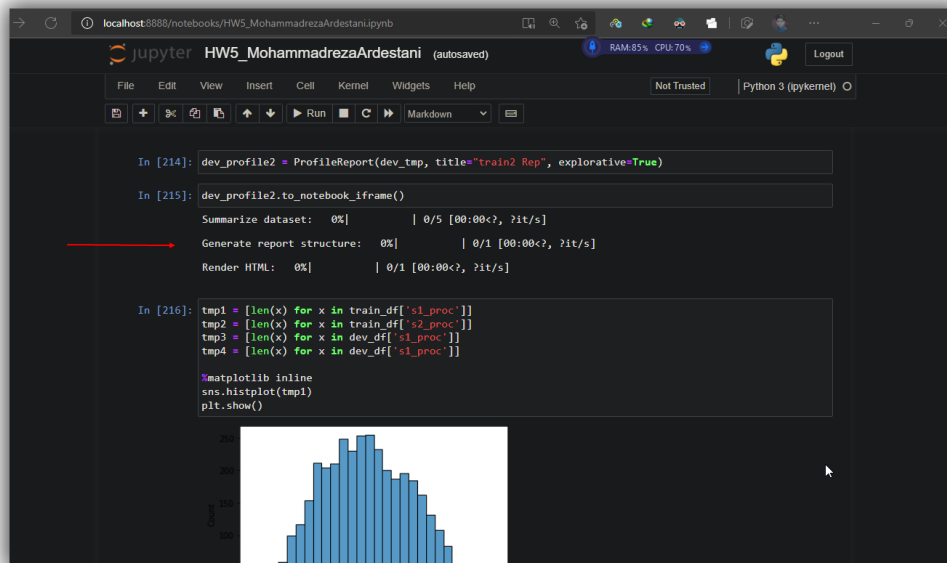 localhost:8888/notebooks/HW5_MohammadrezaArdestani.ipynb
jupyter HW5_MohammadrezaArdestani (autosaved)
RAM:85% CPU:70%
Logout
File Edit View Insert Cell Kernel Widgets Help
Not Trusted
Python 3 (ipykernel)
Run
Markdown
In [214]: dev_profile2 = ProfileReport(dev_tmp, title="train2 Rep", explorative=True)
In [215]: dev_profile2.to_notebook_iframe()
Summarize dataset: 0%| | 0/5 [00:00<?, ?it/s]
Generate report structure: 0%| | 0/1 [00:00<?, ?it/s]
Render HTML: 0%| | 0/1 [00:00<?, ?it/s]
In [216]: tmp1 = [len(x) for x in train_df['s1_proc']]
tmp2 = [len(x) for x in train_df['s2_proc']]
tmp3 = [len(x) for x in dev_df['s1_proc']]
tmp4 = [len(x) for x in dev_df['s1_proc']]
%matplotlib inline
sns.histplot(tmp1)
plt.show()
250
200
150
100
Count